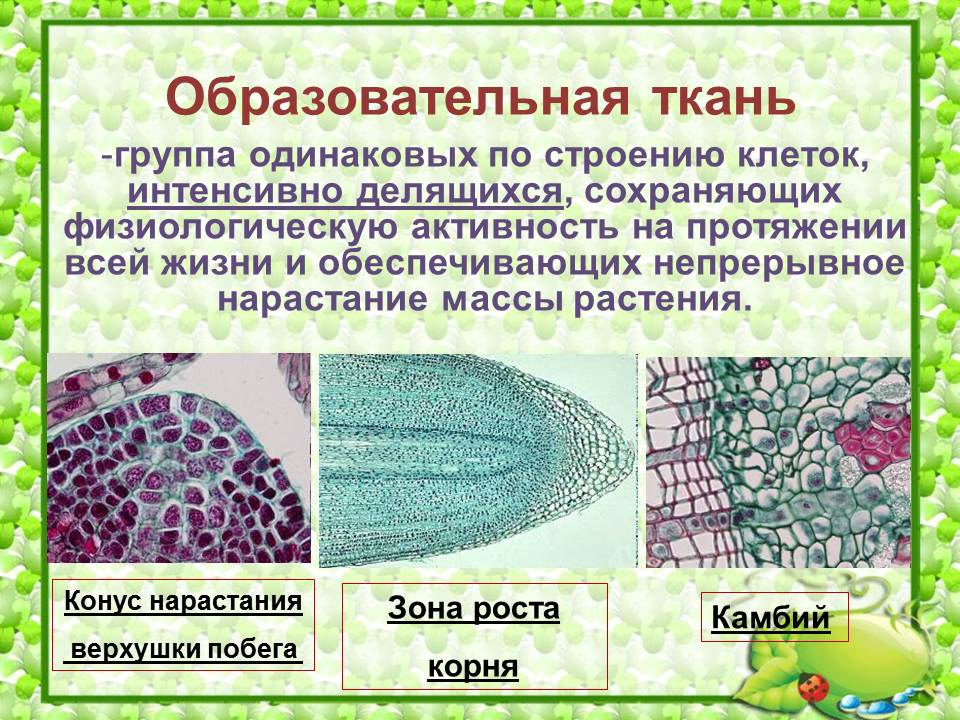 Образовательная ткань
-группа одинаковых по строению клеток,
интенсивно делящихся, сохраняющих
физиологическую активность на протяжении
всей жизни и обеспечивающих непрерывное
нарастание массы растения.
Конус нарастания
верхушки побега
Зона роста
корня
Камбий